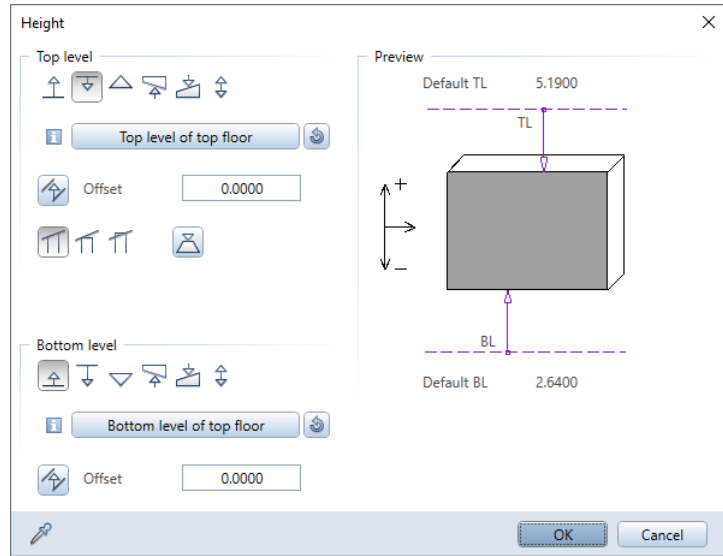 Height
Top level
Top level of top floor
Offset 0.0000
Preview
Default TL 5.1900
TL
+
−
BL
Default BL 2.6400
Bottom level
Bottom level of top floor
Offset 0.0000
OK Cancel